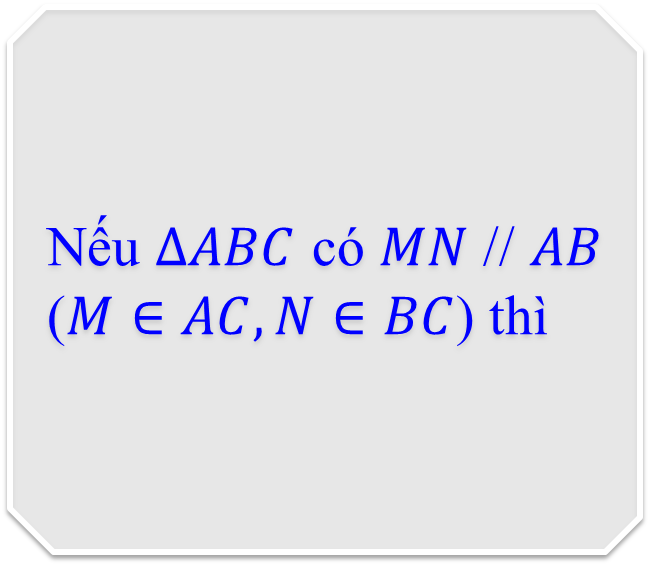 Nếu Δ𝐴𝐵𝐶 có 𝑀𝑁 // 𝐴𝐵
(𝑀 ∈ 𝐴𝐶, 𝑁 ∈ 𝐵𝐶) thì